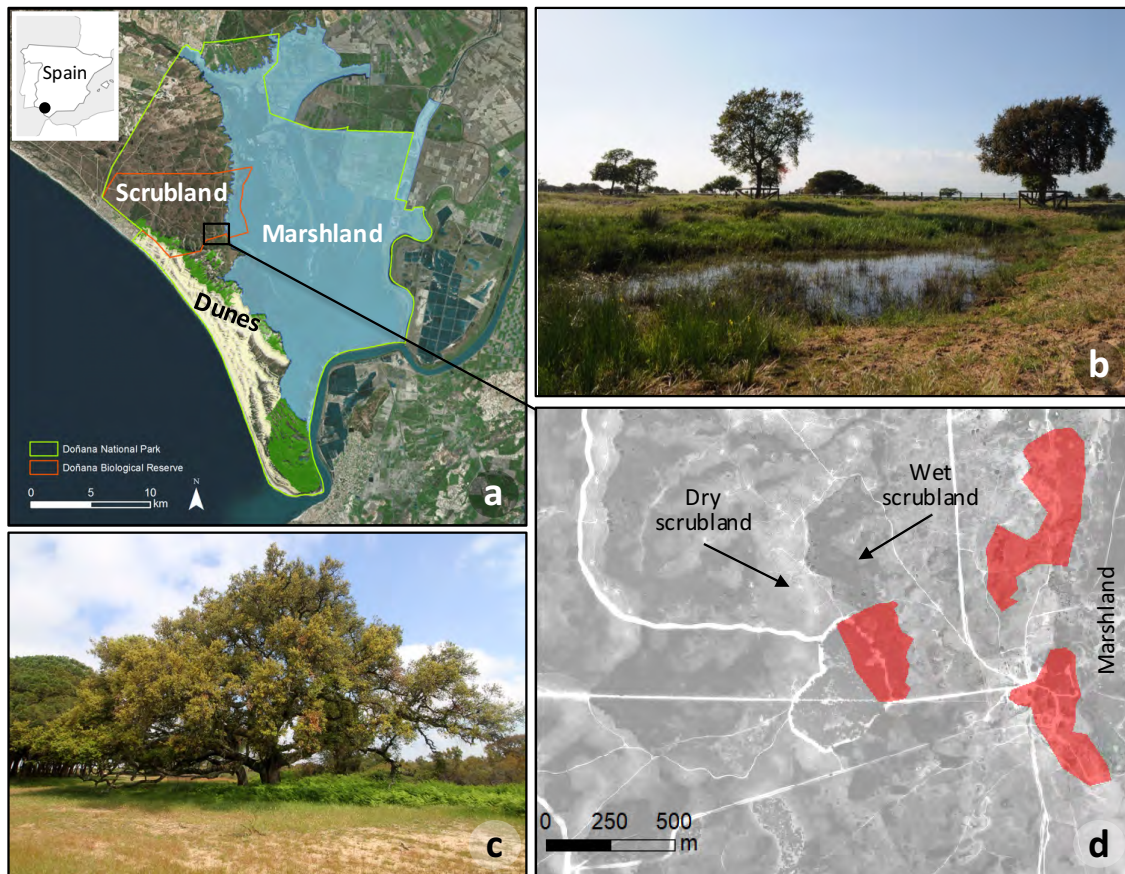 Spain
Scrubland
Marshland
Dunes
Doñana National Park
Doñana Biological Reserve
0 5 10
km
N
a
b
c
Dry
scrubland
Wet
scrubland
Marshland
0 250 500
m
d